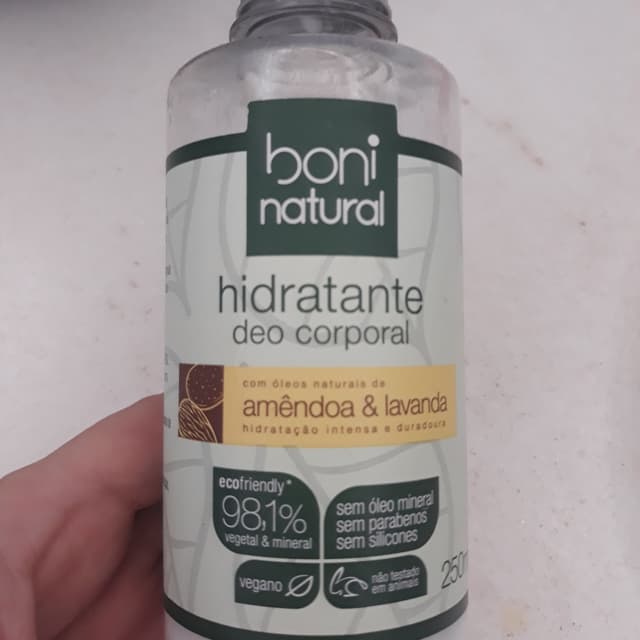 boni
natural
hidratante
deo corporal
com óleos naturais de
amêndoa & lavanda
hidratação intensa e duradoura
ecofriendly*
98,1%
vegetal & mineral
sem óleo mineral
sem parabenos
sem silicones
vegano
não testado
em animais